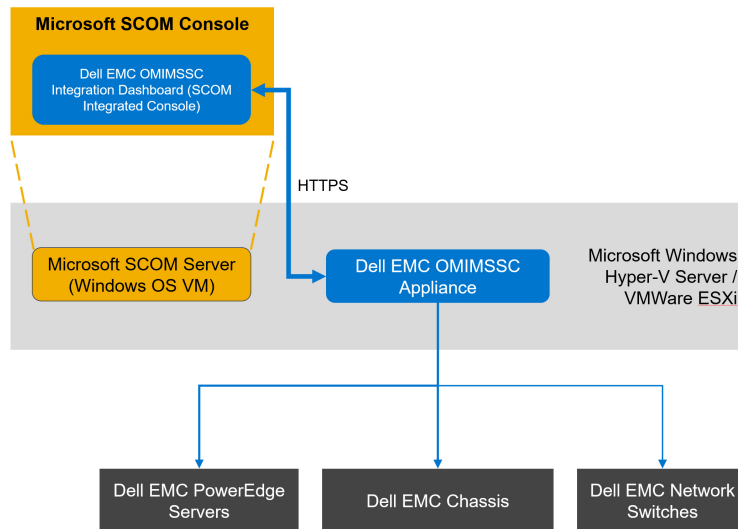 Microsoft SCOM Console
Dell EMC OMIMSSC
Integration Dashboard (SCOM
Integrated Console)
HTTPS
Microsoft SCOM Server
(Windows OS VM)
Dell EMC OMIMSSC
Appliance
Microsoft Windows
Hyper-V Server /
VMWare ESXi
Dell EMC PowerEdge
Servers
Dell EMC Chassis
Dell EMC Network
Switches